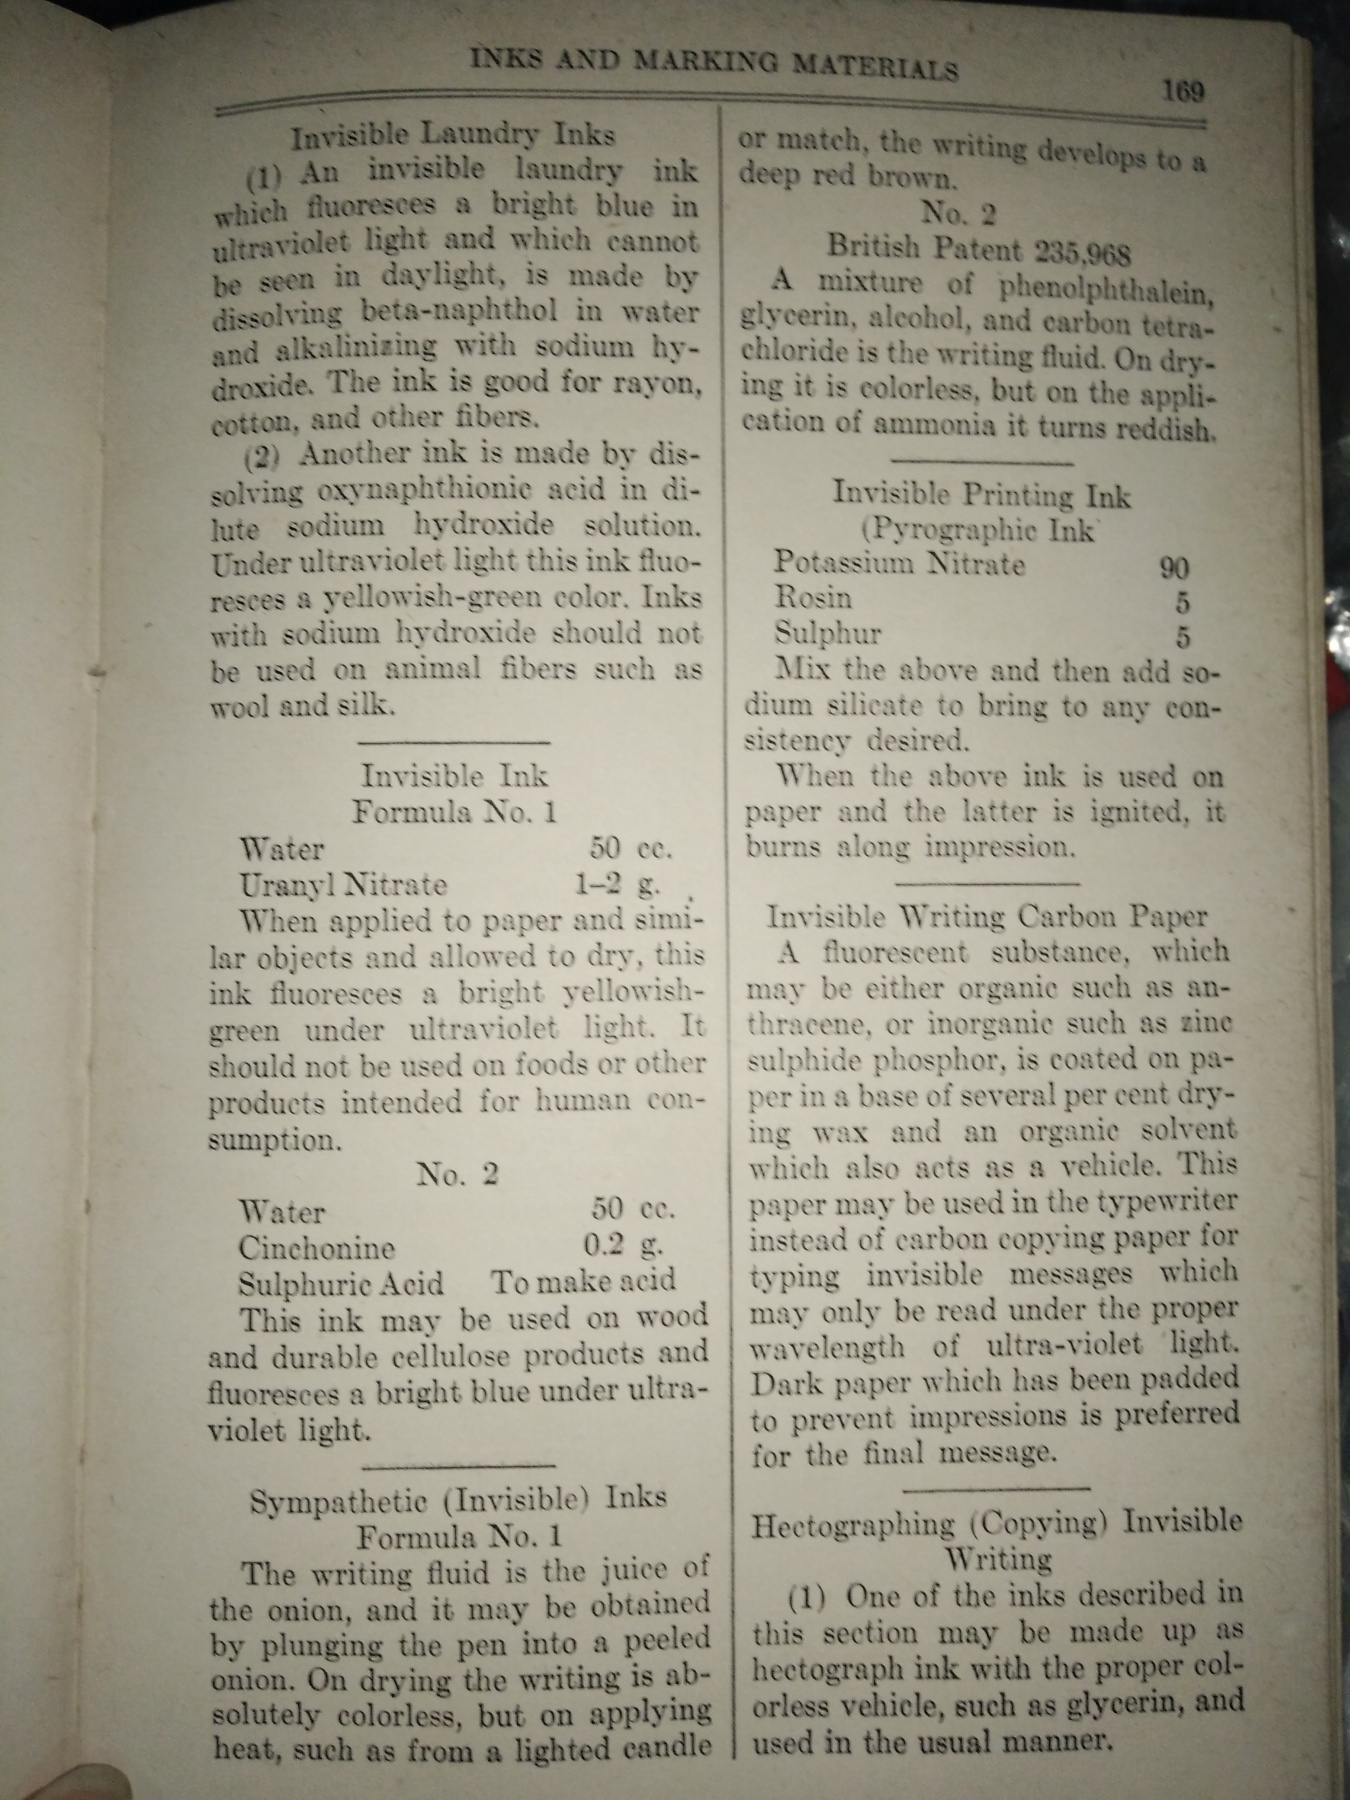 INKS AND MARKING MATERIALS
169
Invisible Laundry Inks
(1) An invisible laundry ink
which fluoresces a bright blue in
ultraviolet light and which cannot
be seen in daylight, is made by
dissolving beta-naphthol in water
and alkalinizing with sodium hy-
droxide. The ink is good for rayon,
cotton, and other fibers.
(2) Another ink is made by dis-
solving oxynaphthionic acid in di-
lute sodium hydroxide solution.
Under ultraviolet light this ink fluo-
resces a yellowish-green color. Inks
with sodium hydroxide should not
be used on animal fibers such as
wool and silk.
Invisible Ink
Formula No. 1
Water 50 cc.
Uranyl Nitrate 1–2 g.
When applied to paper and simi-
lar objects and allowed to dry, this
ink fluoresces a bright yellowish-
green under ultraviolet light. It
should not be used on foods or other
products intended for human con-
sumption.
No. 2
Water 50 cc.
Cinchonine 0.2 g.
Sulphuric Acid To make acid
This ink may be used on wood
and durable cellulose products and
fluoresces a bright blue under ultra-
violet light.
Sympathetic (Invisible) Inks
Formula No. 1
The writing fluid is the juice of
the onion, and it may be obtained
by plunging the pen into a peeled
onion. On drying the writing is ab-
solutely colorless, but on applying
heat, such as from a lighted candle
or match, the writing develops to a
deep red brown.
No. 2
British Patent 235,968
A mixture of phenolphthalein,
glycerin, alcohol, and carbon tetra-
chloride is the writing fluid. On dry-
ing it is colorless, but on the appli-
cation of ammonia it turns reddish.
Invisible Printing Ink
(Pyrographic Ink
Potassium Nitrate 90
Rosin 5
Sulphur 5
Mix the above and then add so-
dium silicate to bring to any con-
sistency desired.
When the above ink is used on
paper and the latter is ignited, it
burns along impression.
Invisible Writing Carbon Paper
A fluorescent substance, which
may be either organic such as an-
thracene, or inorganic such as zinc
sulphide phosphor, is coated on pa-
per in a base of several per cent dry-
ing wax and an organic solvent
which also acts as a vehicle. This
paper may be used in the typewriter
instead of carbon copying paper for
typing invisible messages which
may only be read under the proper
wavelength of ultra-violet light.
Dark paper which has been padded
to prevent impressions is preferred
for the final message.
Hectographing (Copying) Invisible
Writing
(1) One of the inks described in
this section may be made up as
hectograph ink with the proper col-
orless vehicle, such as glycerin, and
used in the usual manner.